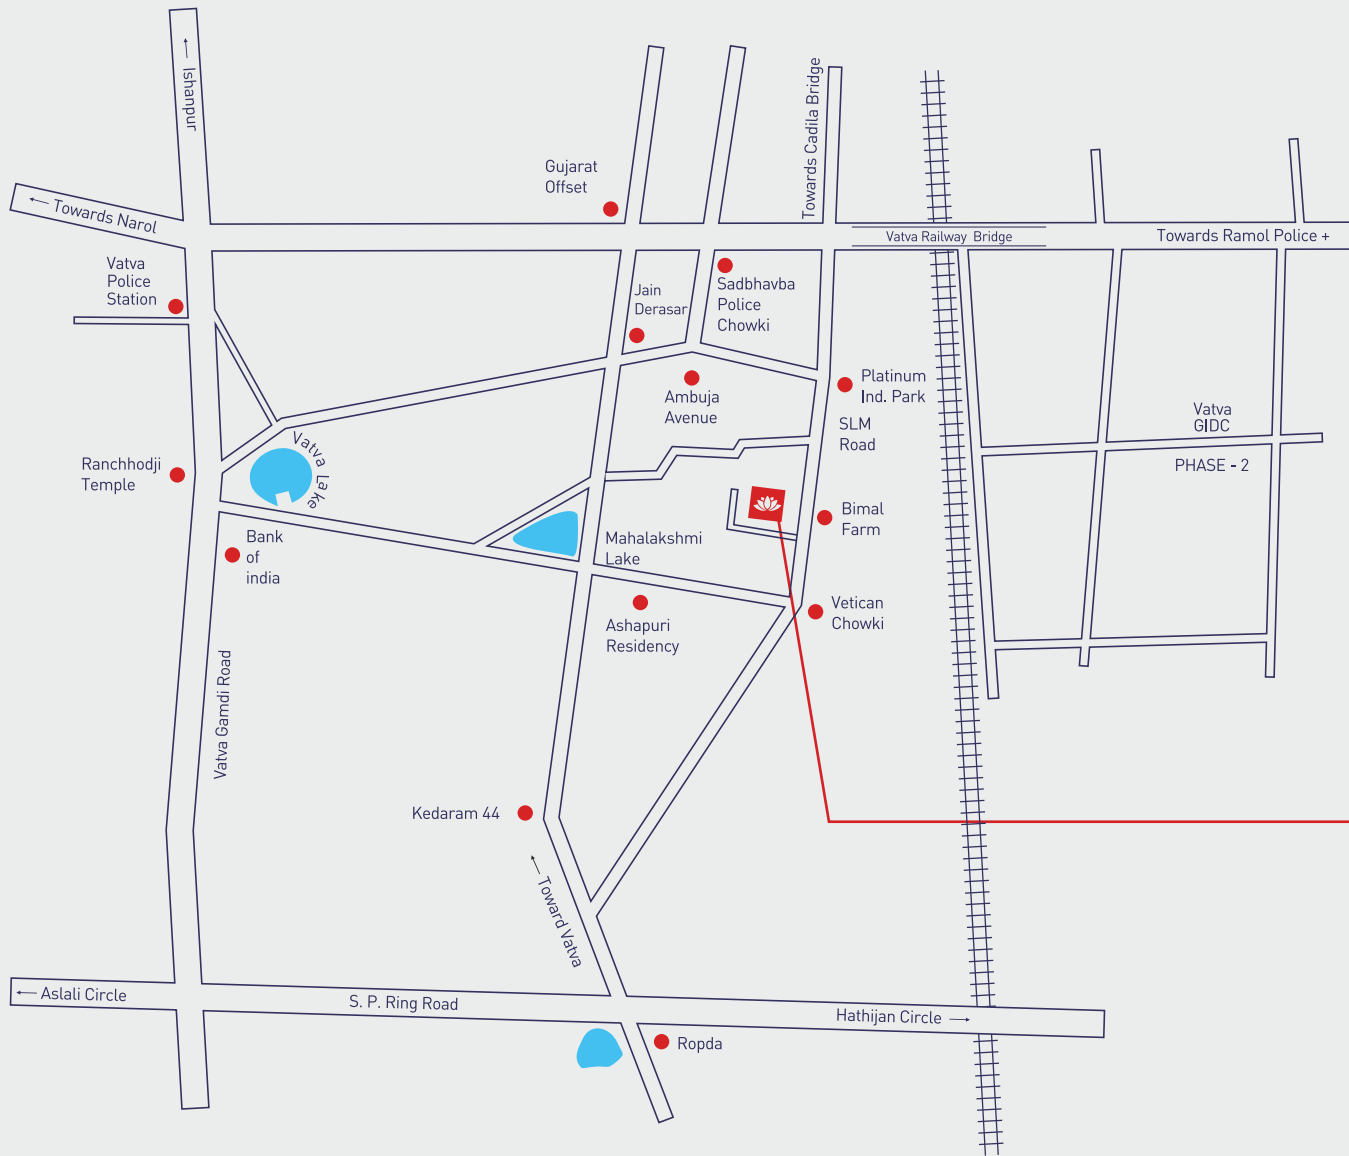 Ishanpur
Towards Narol
Gujarat
Offset
Towards Cadila Bridge
Vatva Railway Bridge
Towards Ramol Police +
Vatva
Police
Station
Jain
Derasar
Sadbhavba
Police
Chowki
Platinum
Ind. Park
Ambuja
Avenue
SLM
Road
Vatva
GIDC
PHASE - 2
Ranchhodji
Temple
Vatva Lake
Bimal
Farm
Bank
of
india
Mahalakshmi
Lake
Ashapuri
Residency
Vetican
Chowki
Vatva Gamdi Road
Kedaram 44
Toward Vatva
Aslali Circle
S. P. Ring Road
Hathijan Circle
Ropda